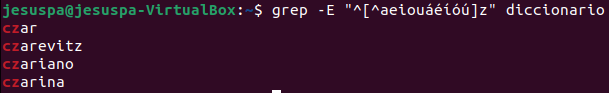 jesuspa@jesuspa-VirtualBox:~$ grep -E "^[^aeiouáéíóú]z" diccionario
czar
czarevitz
czariano
czarina